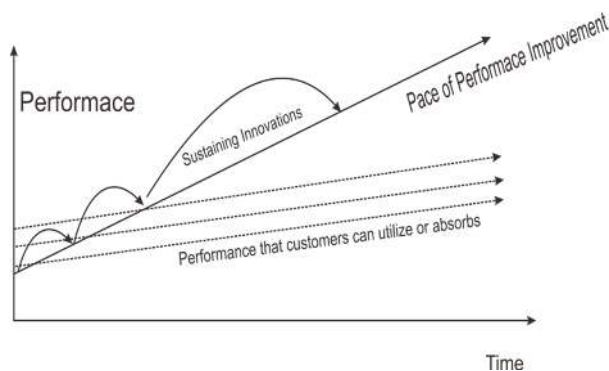 Performace
Pace of Performace Improvement
Sustaining Innovations
Performance that customers can utilize or absorbs
Time